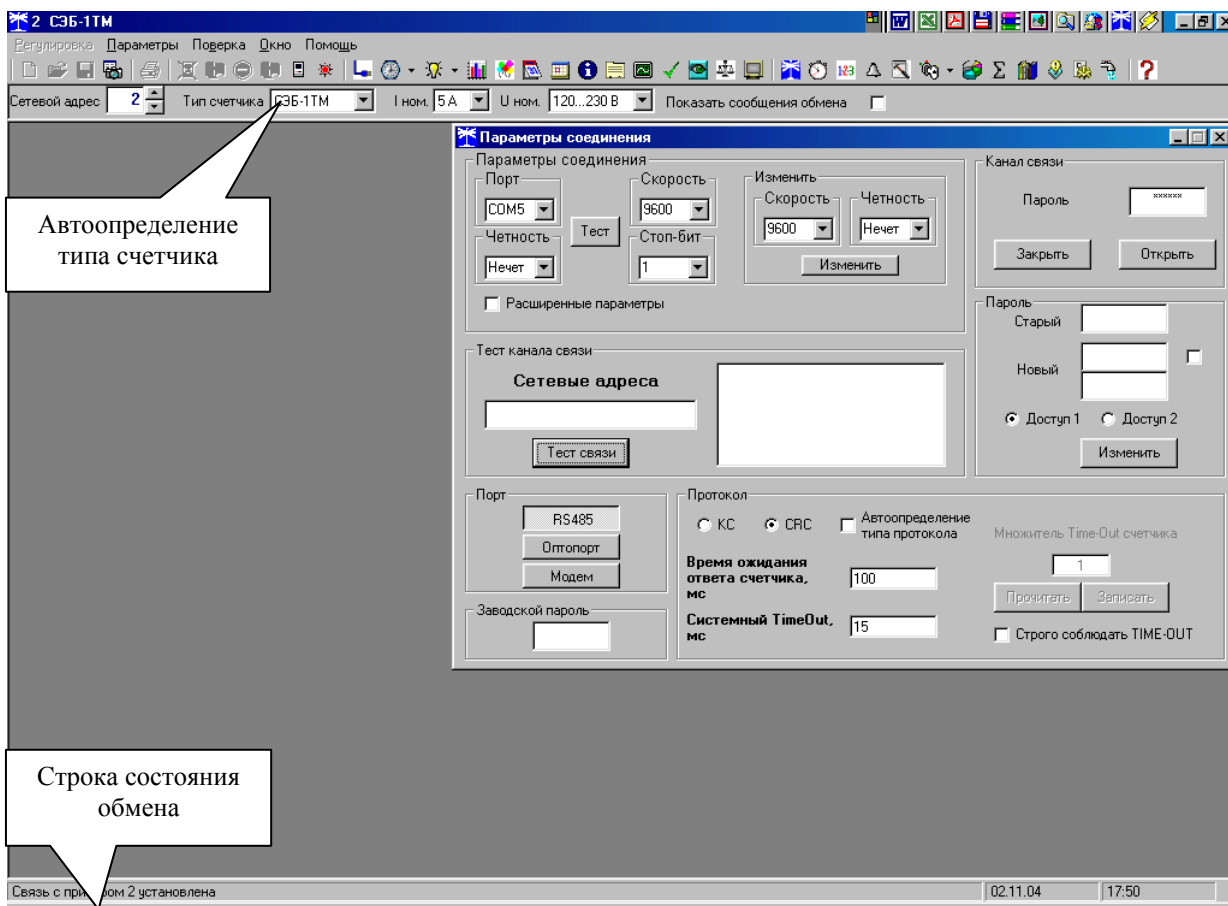 2 СЭБ-1ТМ
Регулировка Параметры Поверка Окно Помощь
Сетевой адрес 2 Тип счетчика СЭБ-1ТМ I ном. 5 А U ном. 120...230 В Показать сообщения обмена
Автоопределение
типа счетчика
Параметры соединения
Параметры соединения
Порт
COM5
Четность
Нечет
Тест
Скорость
9600
Стоп-бит
1
Изменить
Скорость
9600
Четность
Нечет
Изменить
Расширенные параметры
Канал связи
Пароль ******
Закрыть Открыть
Пароль
Старый
Новый
Доступ 1 Доступ 2
Изменить
Тест канала связи
Сетевые адреса
Тест связи
Порт
RS485
Оптопорт
Модем
Заводской пароль
Протокол
КС CRC Автоопределение
типа протокола
Время ожидания
ответа счетчика,
мс
100
Системный TimeOut,
мс
15
Множитель Time-Out счетчика
1
Прочитать Записать
Строго соблюдать TIME-OUT
Строка состояния
обмена
Связь с при ром 2 установлена 02.11.04 17:50